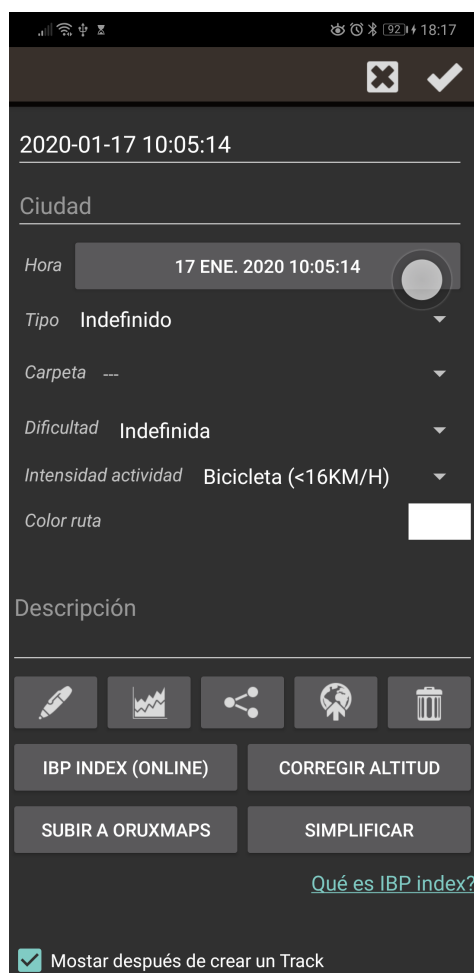 92 18:17
2020-01-17 10:05:14
Ciudad
Hora 17 ENE. 2020 10:05:14
Tipo Indefinido
Carpeta ---
Dificultad Indefinida
Intensidad actividad Bicicleta (<16KM/H)
Color ruta
Descripción
IBP INDEX (ONLINE) CORREGIR ALTITUD
SUBIR A ORUXMAPS SIMPLIFICAR
Qué es IBP index?
Mostar después de crear un Track